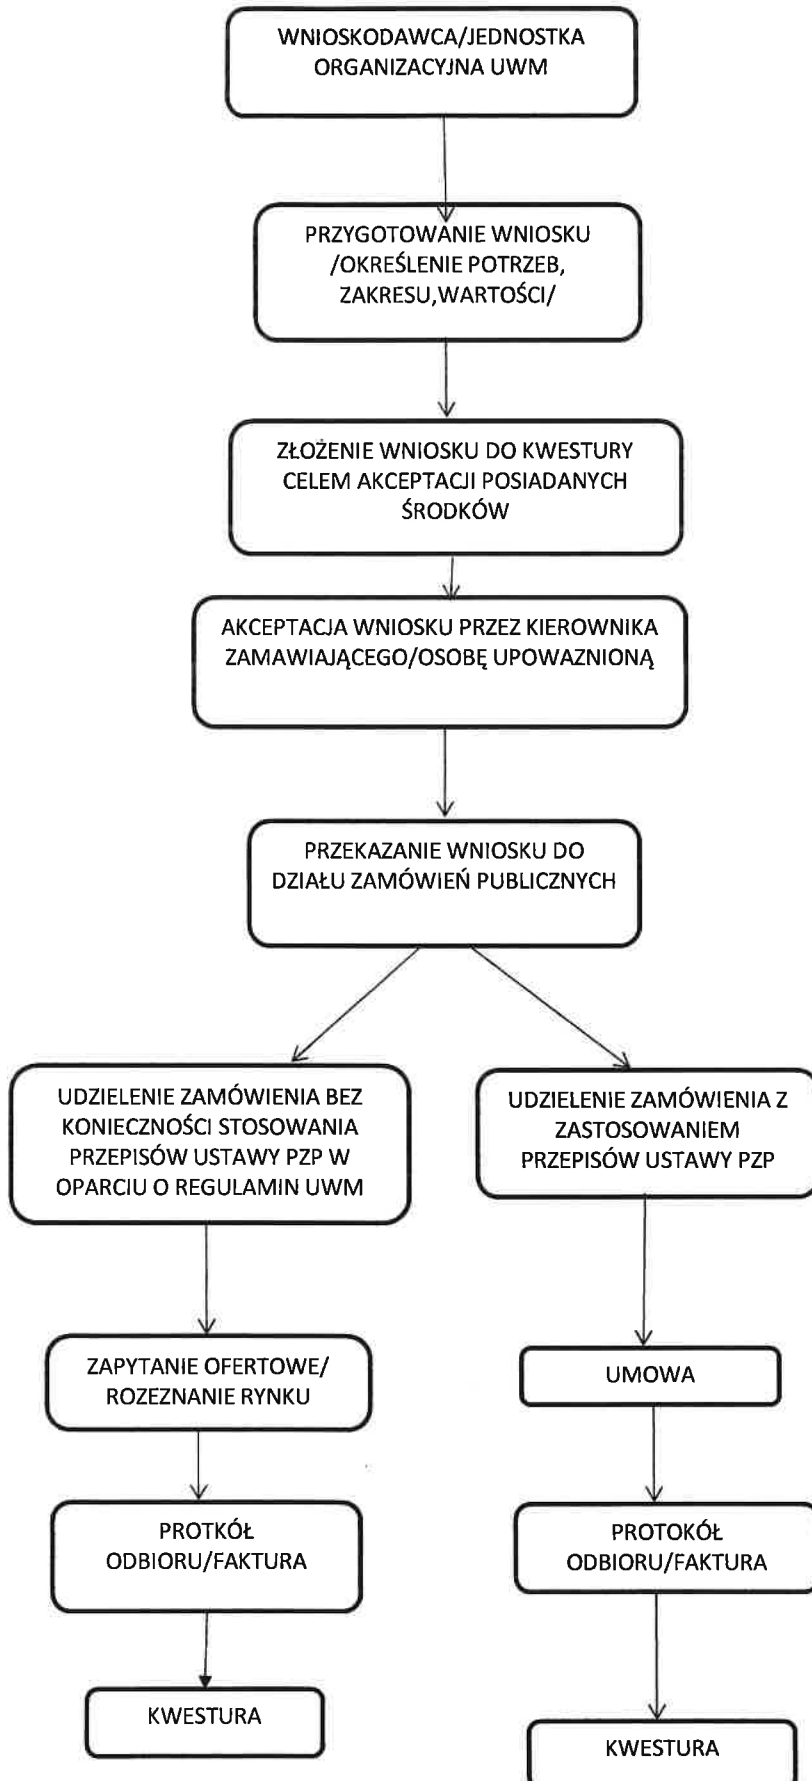 WNIOSKODAWCA/JEDNOSTKA
ORGANIZACYJNA UWM
PRZYGOTOWANIE WNIOSKU
/OKREŚLENIE POTRZEB,
ZAKRESU,WARTOŚCI/
ZŁOŻENIE WNIOSKU DO KWESTURY
CELEM AKCEPTACJI POSIADANYCH
ŚRODKÓW
AKCEPTACJA WNIOSKU PRZEZ KIEROWNIKA
ZAMAWIAJĄCEGO/OSOBĘ UPOWAZNIONĄ
PRZEKAZANIE WNIOSKU DO
DZIAŁU ZAMÓWIEŃ PUBLICZNYCH
UDZIELENIE ZAMÓWIENIA BEZ
KONIECZNOŚCI STOSOWANIA
PRZEPISÓW USTAWY PZP W
OPARCIU O REGULAMIN UWM
UDZIELENIE ZAMÓWIENIA Z
ZASTOSOWANIEM
PRZEPISÓW USTAWY PZP
ZAPYTANIE OFERTOWE/
ROZEZNANIE RYNKU
UMOWA
PROTKÓŁ
ODBIORU/FAKTURA
PROTOKÓŁ
ODBIORU/FAKTURA
KWESTURA
KWESTURA